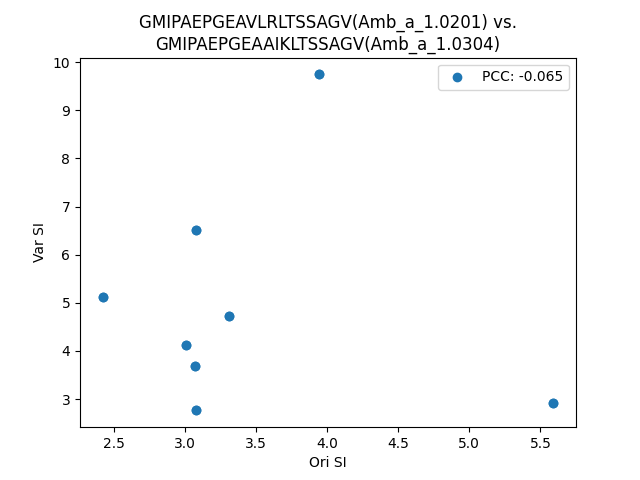 GMIPAEPGEAVLRLTSSAGV(Amb_a_1.0201) vs.
GMIPAEPGEAAIKLTSSAGV(Amb_a_1.0304)
PCC: -0.065
10
9
8
7
6
5
4
3
Var SI
2.5 3.0 3.5 4.0 4.5 5.0 5.5
Ori SI